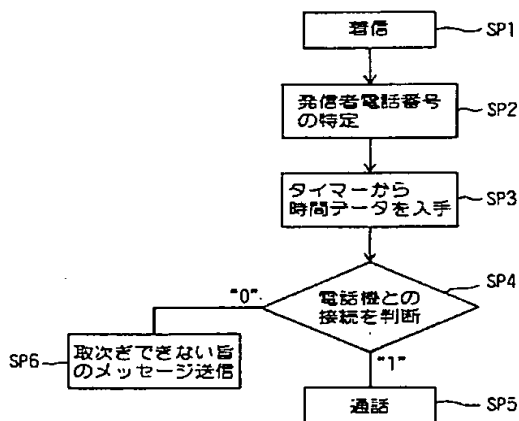 着信
SP1
発信者電話番号
の特定
SP2
タイマーから
時間データを入手
SP3
電話機との
接続を判断
SP4
"0"
"1"
取次ぎできない旨
のメッセージ送信
SP6
通話
SP5